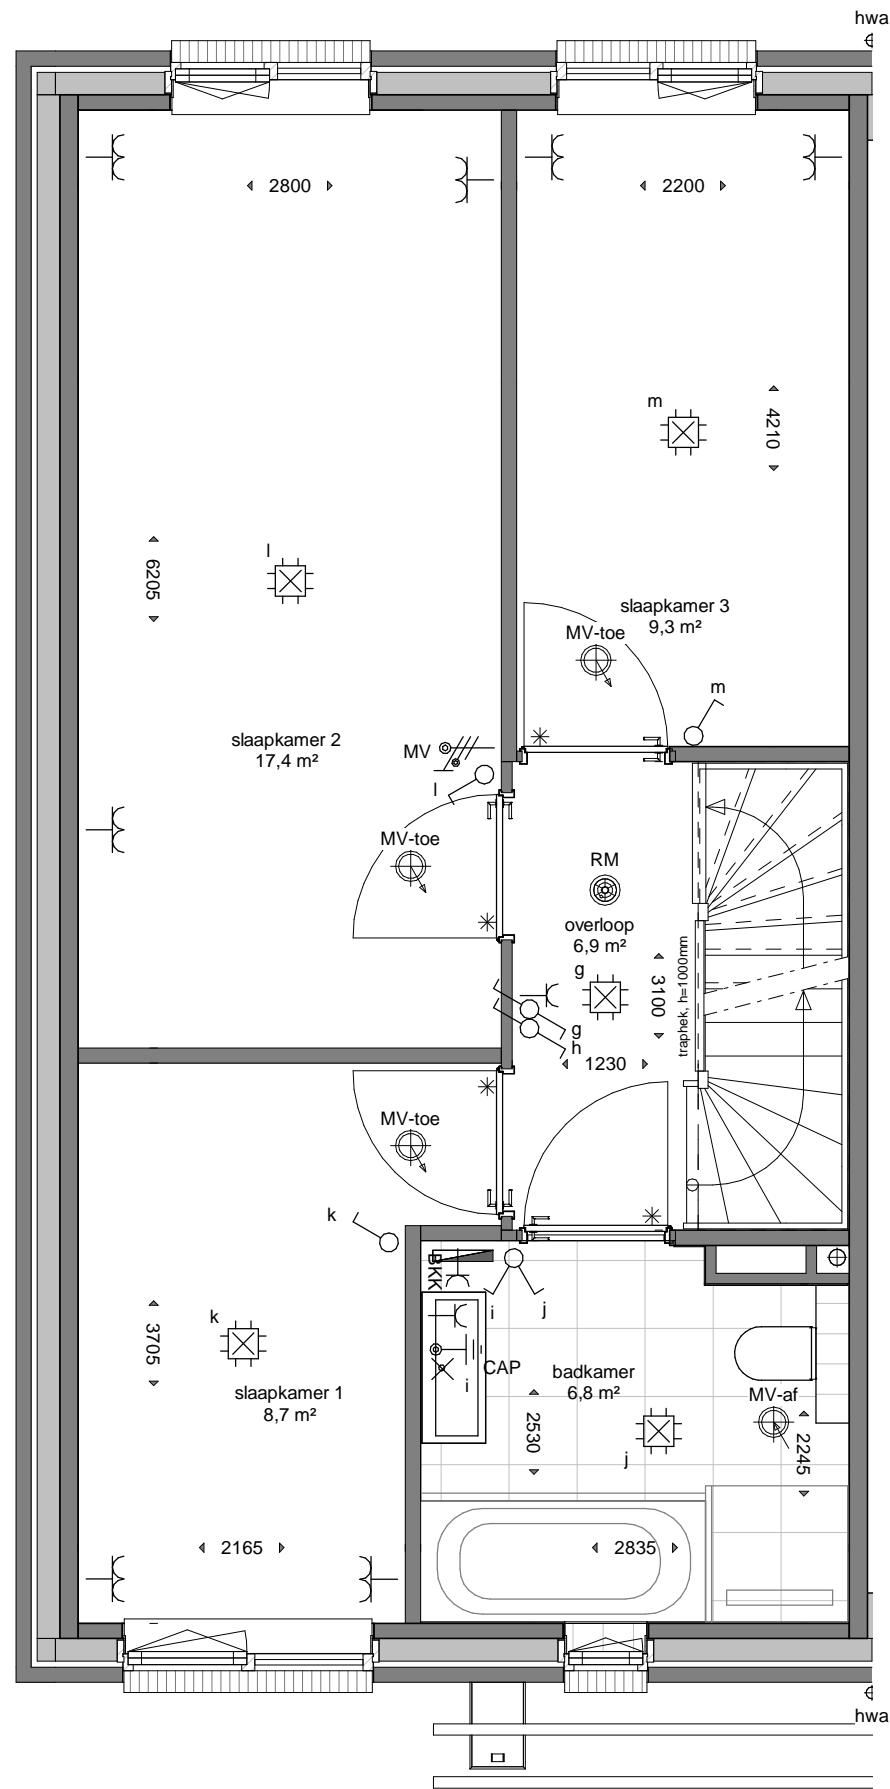 hwa
2800
2200
m
4210
l
6205
slaapkamer 3
9,3 m²
MV-toe
m
slaapkamer 2
17,4 m²
MV
l
MV-toe
RM
overloop
6,9 m²
g
3100
traphek, h=1000mm
g
h
1230
MV-toe
k
BKK
i
j
k
3705
CAP
i
badkamer
6,8 m²
slaapkamer 1
8,7 m²
MV-af
2530
2245
j
2165
2835
hwa